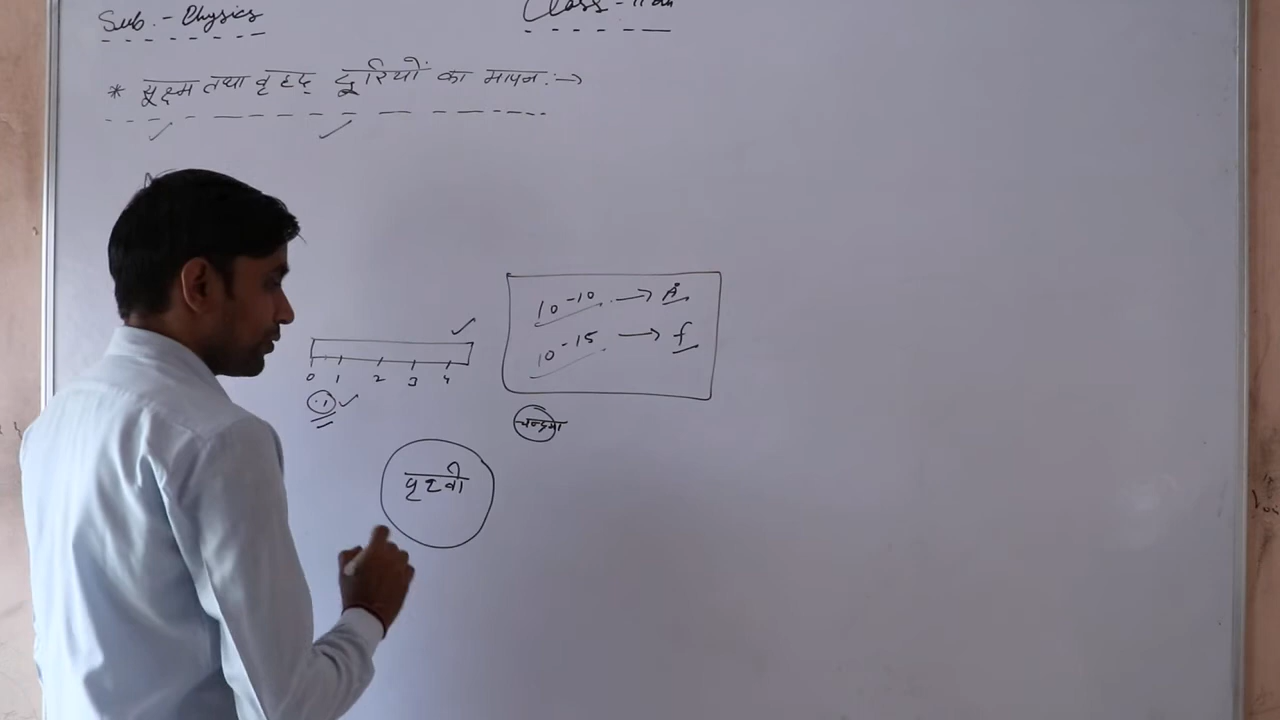 Sub. - Physics
Class - 11th
* सूक्ष्म तथा वृहद् दूरियों का मापन :→
10-10 → Å
10-15 → f
0 1 2 3 4
.1
चन्द्रमा
पृथ्वी